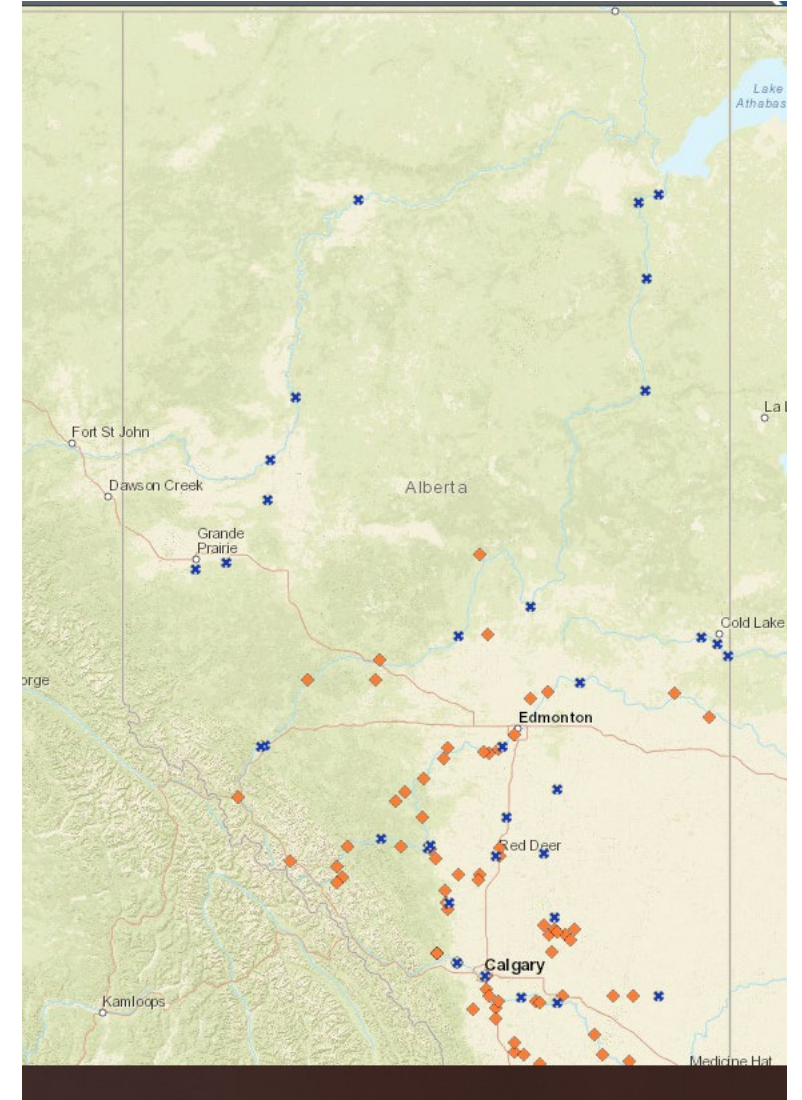 Lake
Athabas
La L
Fort St John
Dawson Creek
Alberta
Grande
Prairie
Cold Lake
orge
Edmonton
Red Deer
Calgary
Kamloops
Medicine Hat